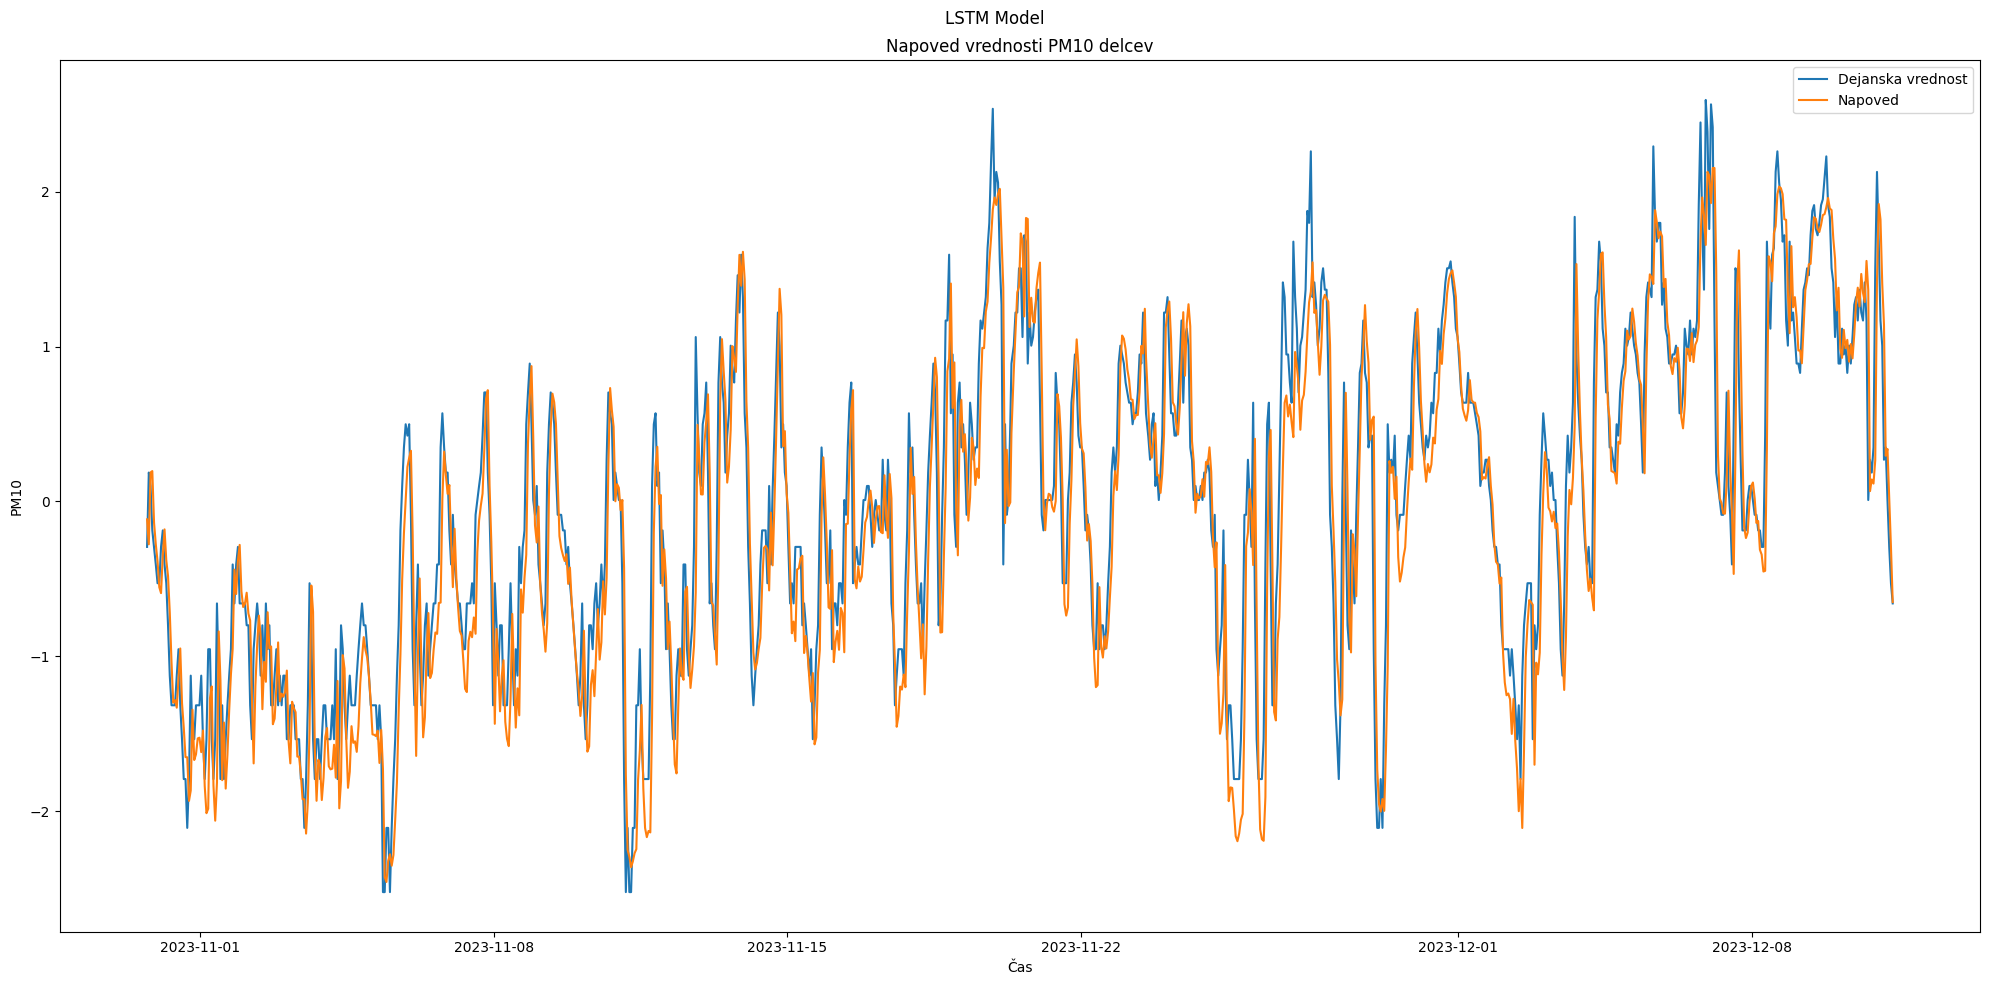 LSTM Model
Napoved vrednosti PM10 delcev
Dejanska vrednost
Napoved
PM10
2
1
0
−1
−2
2023-11-01
2023-11-08
2023-11-15
2023-11-22
2023-12-01
2023-12-08
Čas